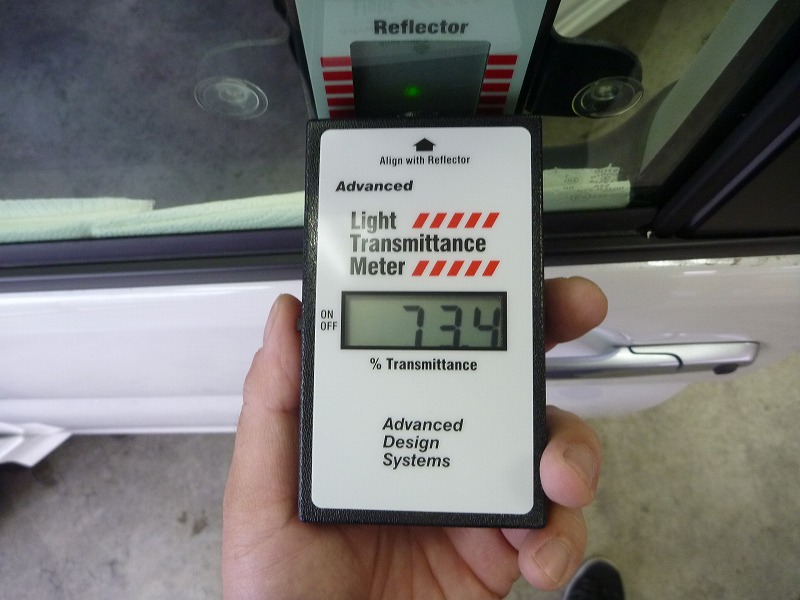 Reflector
Align with Reflector
Advanced
Light
Transmittance
Meter
ON
OFF
73.4
% Transmittance
Advanced
Design
Systems